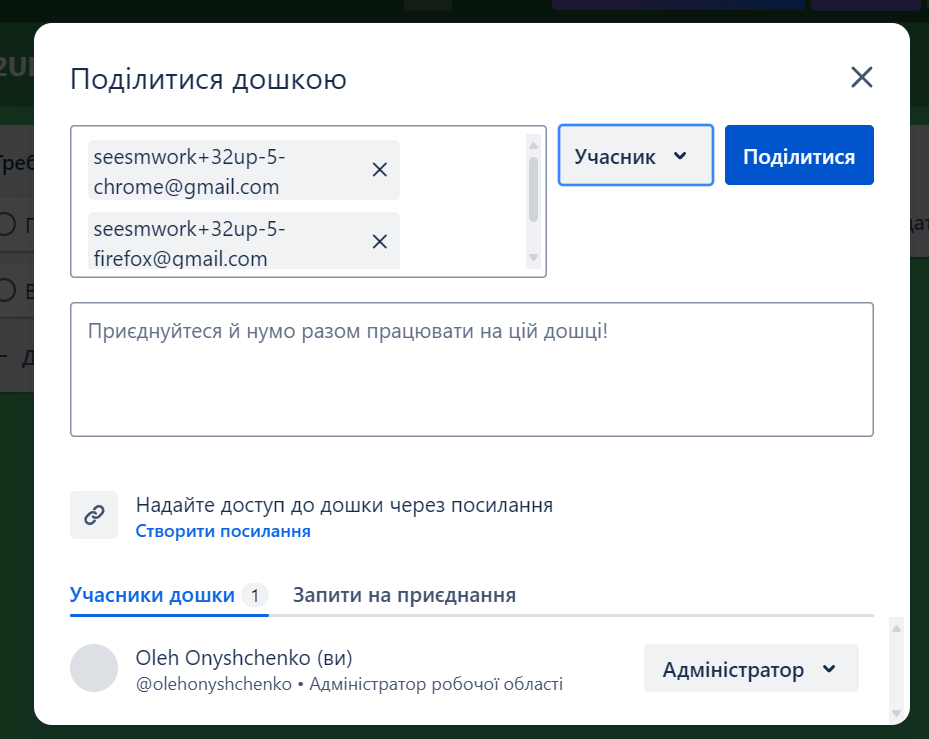 Поділитися дошкою
seesmwork+32up-5-
chrome@gmail.com
seesmwork+32up-5-
firefox@gmail.com
Учасник
Поділитися
Приєднуйтеся й нумо разом працювати на цій дошці!
Надайте доступ до дошки через посилання
Створити посилання
Учасники дошки 1
Запити на приєднання
Oleh Onyshchenko (ви)
@olehonyshchenko • Адміністратор робочої області
Адміністратор